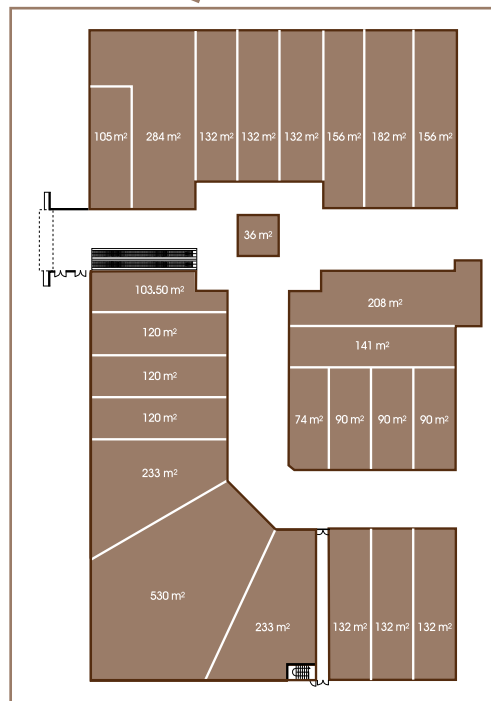 105 m²
284 m²
132 m²
132 m²
132 m²
156 m²
182 m²
156 m²
36 m²
103.50 m²
208 m²
120 m²
141 m²
120 m²
120 m²
74 m²
90 m²
90 m²
90 m²
233 m²
530 m²
233 m²
132 m²
132 m²
132 m²